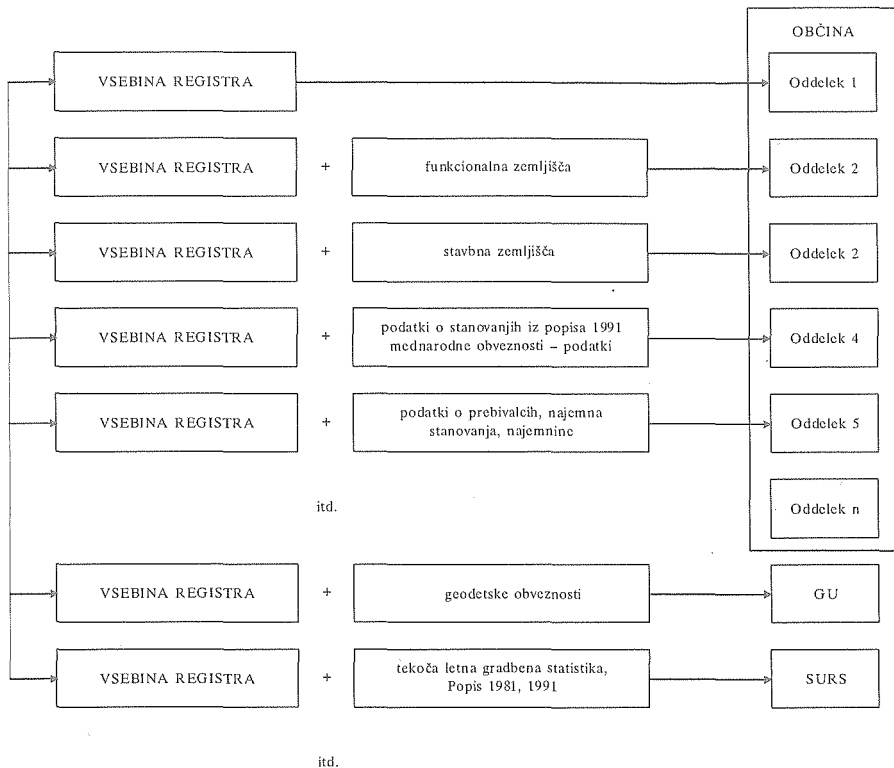 OBČINA
VSEBINA REGISTRA
Oddelek 1
VSEBINA REGISTRA + funkcionalna zemljišča
Oddelek 2
VSEBINA REGISTRA + stavbna zemljišča
Oddelek 2
VSEBINA REGISTRA + podatki o stanovanjih iz popisa 1991
mednarodne obveznosti – podatki
Oddelek 4
VSEBINA REGISTRA + podatki o prebivalcih, najemna
stanovanja, najemnine
Oddelek 5
itd.
Oddelek n
VSEBINA REGISTRA + geodetske obveznosti
GU
VSEBINA REGISTRA + tekoča letna gradbena statistika,
Popis 1981, 1991
SURS
itd.